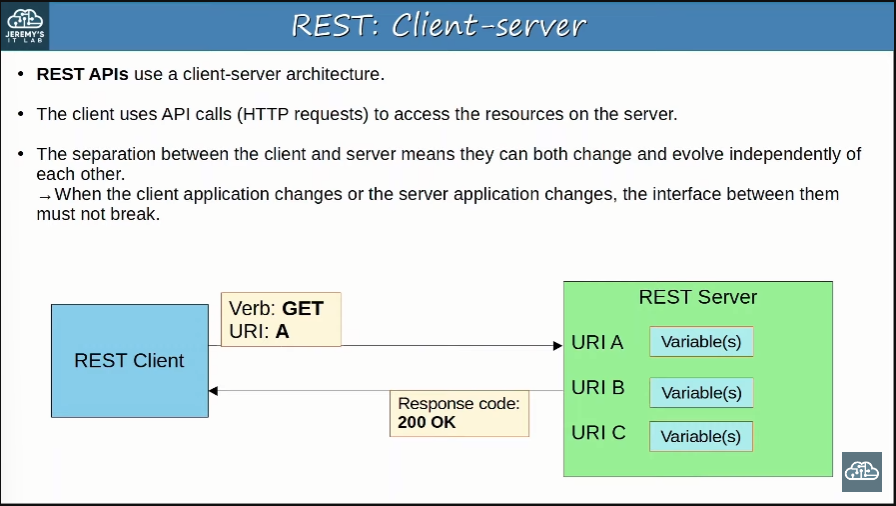 JEREMY'S
IT LAB
REST: Client-server
• REST APIs use a client-server architecture.
• The client uses API calls (HTTP requests) to access the resources on the server.
• The separation between the client and server means they can both change and evolve independently of
each other.
→When the client application changes or the server application changes, the interface between them
must not break.
REST Client
Verb: GET
URI: A
Response code:
200 OK
REST Server
URI A Variable(s)
URI B Variable(s)
URI C Variable(s)